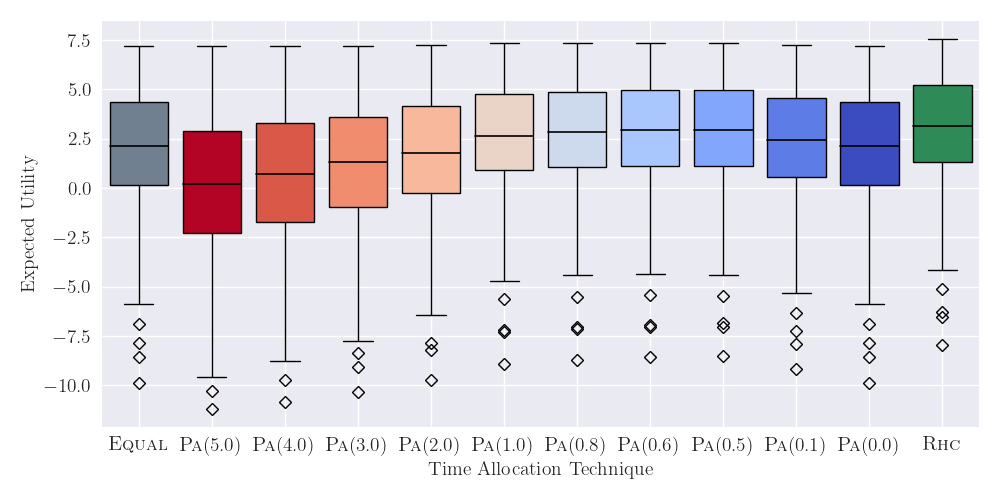 7.5
5.0
2.5
0.0
−2.5
−5.0
−7.5
−10.0
Expected Utility
Equal Pa(5.0) Pa(4.0) Pa(3.0) Pa(2.0) Pa(1.0) Pa(0.8) Pa(0.6) Pa(0.5) Pa(0.1) Pa(0.0) Rhc
Time Allocation Technique